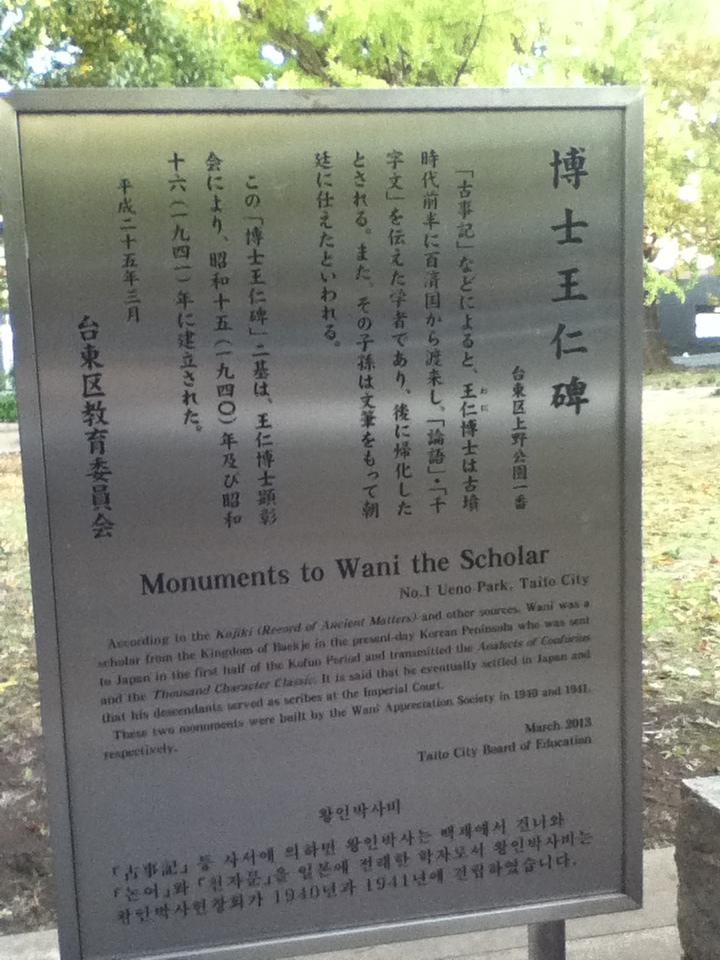 博士王仁碑
台東区上野公園一番
「古事記」などによると、王仁博士は古墳
わに
時代前半に百済国から渡来し、「論語」・「千
字文」を伝えた学者であり、後に帰化した
とされる。また、その子孫は文筆をもって朝
廷に仕えたといわれる。
この「博士王仁碑」二基は、王仁博士顕彰
会により、昭和十五（一九四〇）年及び昭和
十六（一九四一）年に建立された。
平成二十五年三月
台東区教育委員会
Monuments to Wani the Scholar
No.1 Ueno Park, Taito City
According to the Kojiki (Record of Ancient Matters) and other sources, Wani was a
scholar from the Kingdom of Baekje in the present-day Korean Peninsula who was sent
to Japan in the first half of the Kofun Period and transmitted the Analects of Confucius
and the Thousand Character Classic. It is said that he eventually settled in Japan and
that his descendants served as scribes at the Imperial Court.
These two monuments were built by the Wani Appreciation Society in 1940 and 1941,
respectively.
March 2013
Taito City Board of Education
왕인박사비
「古事記」 등 사서에 의하면 왕인박사는 백제에서 건너와
「논어」와 「천자문」을 일본에 전래한 학자로서 왕인박사비는
왕인박사현창회가 1940년과 1941년에 건립하였습니다.